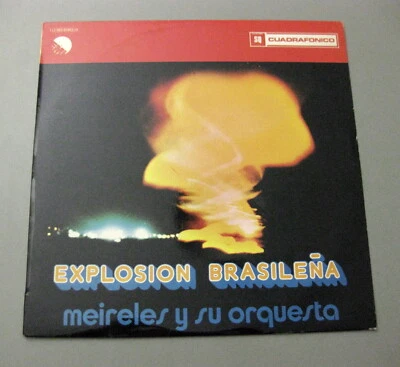 SQ CUADRAFONICO
EXPLOSION BRASILEÑA
meireles y su orquesta